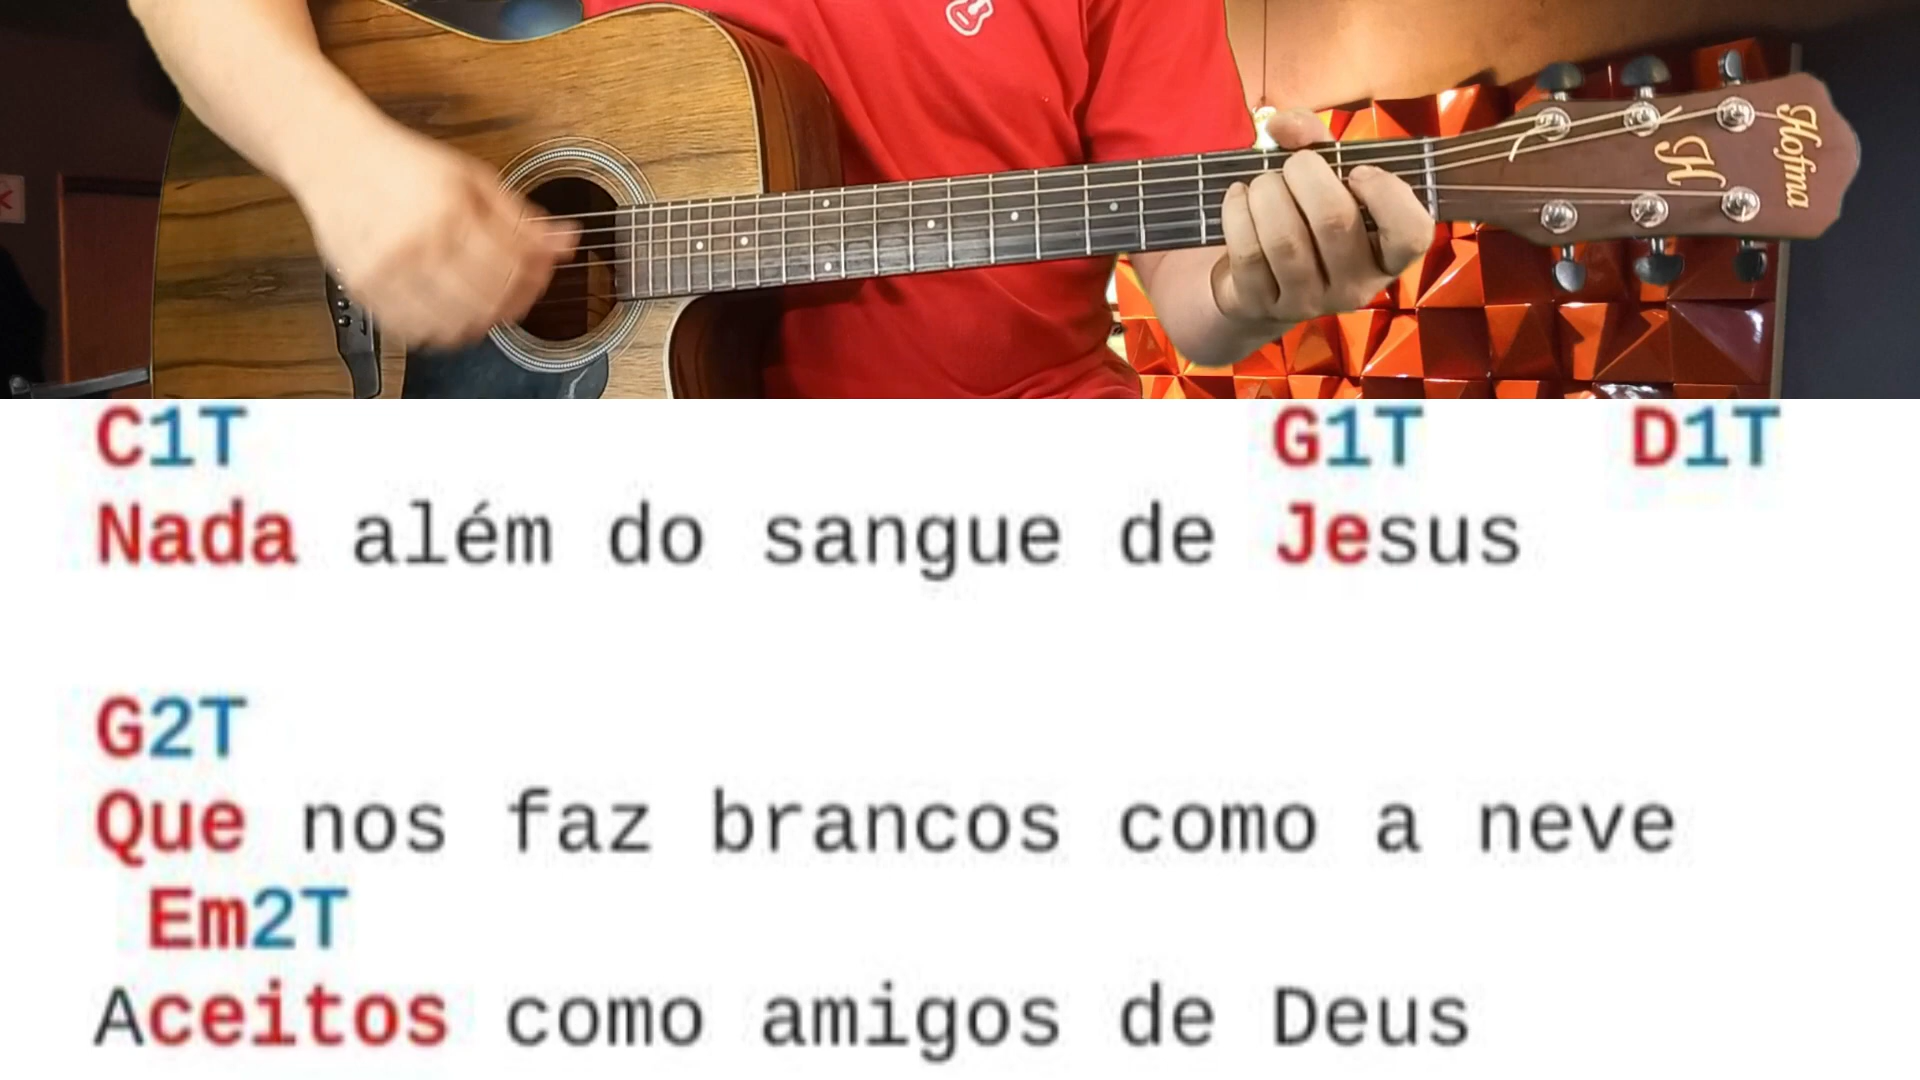 Hofma
H
C1T G1T D1T
Nada além do sangue de Jesus
G2T
Que nos faz brancos como a neve
Em2T
Aceitos como amigos de Deus